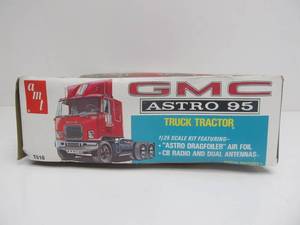 amt
GMC
ASTRO 95
TRUCK TRACTOR
1/25 SCALE KIT FEATURING-
• "ASTRO DRAGFOILER" AIR FOIL
• CB RADIO AND DUAL ANTENNAS